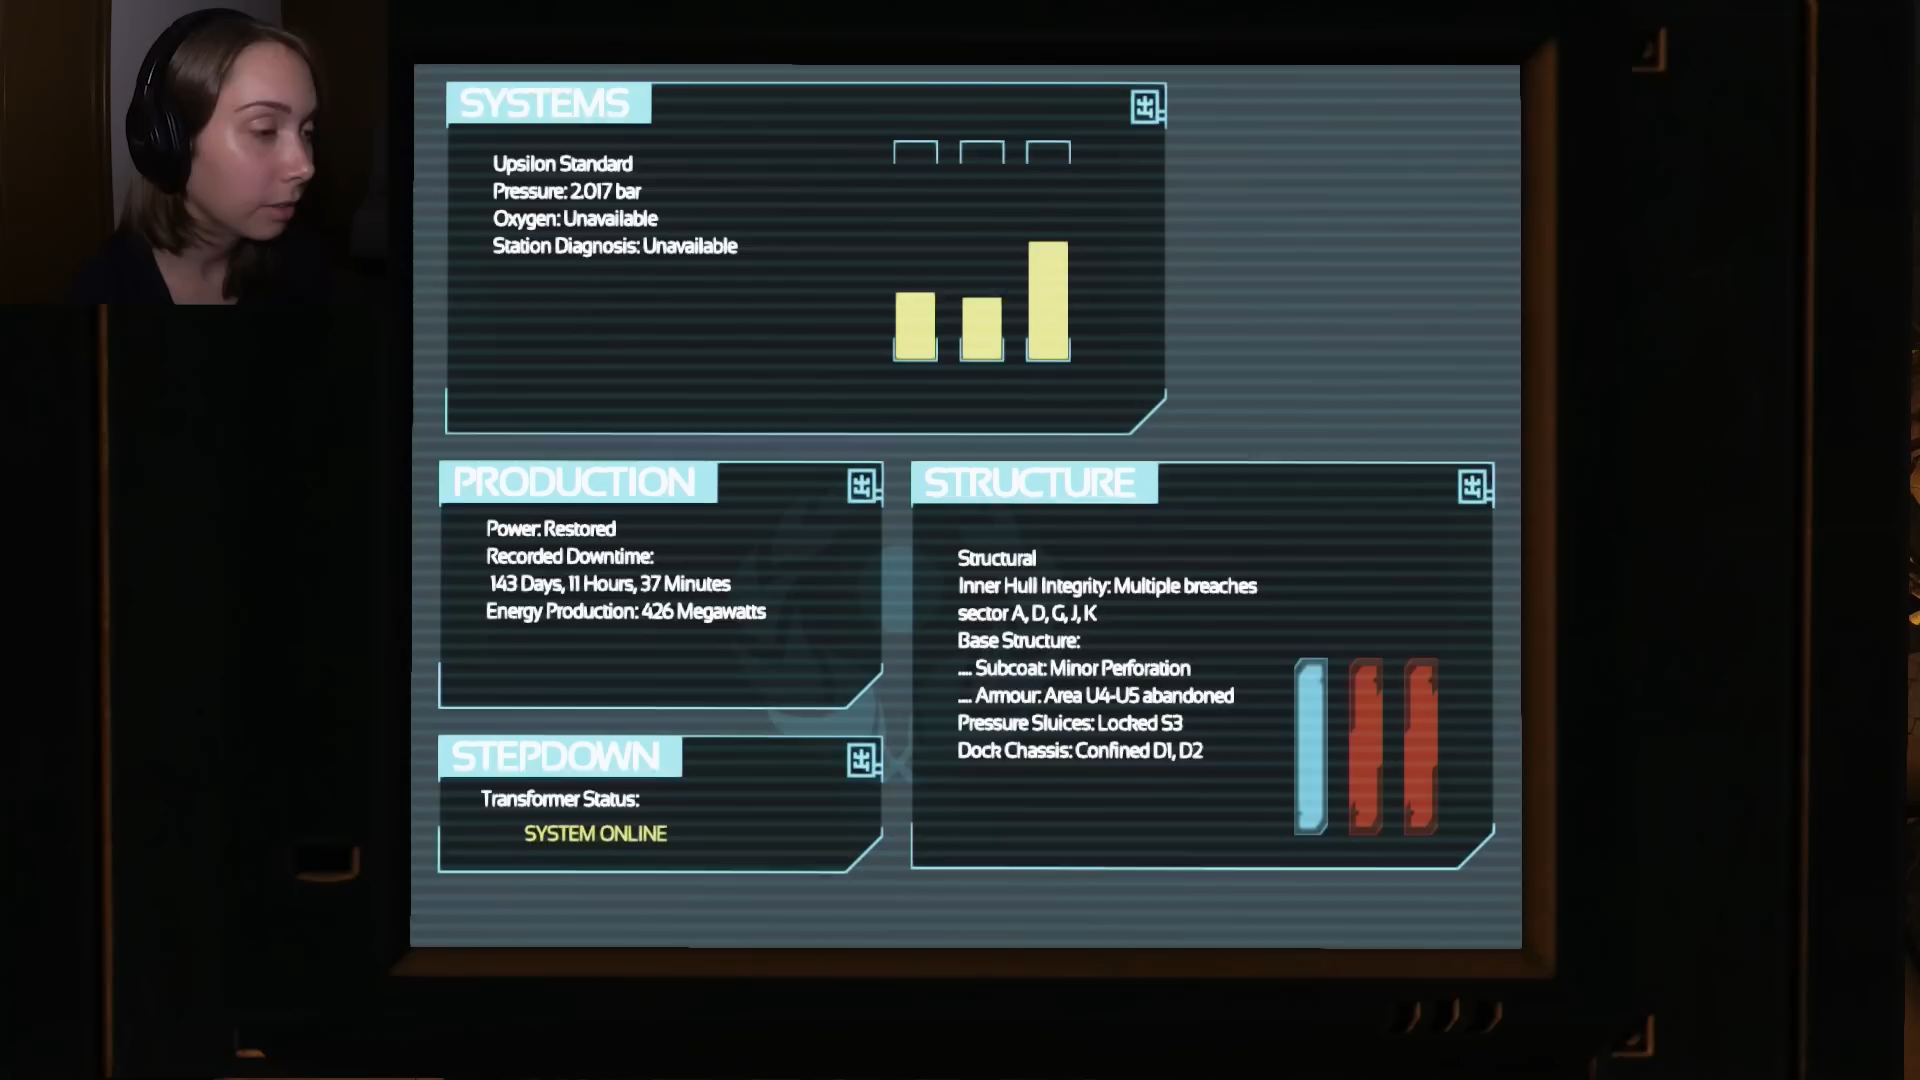 SYSTEMS
Upsilon Standard
Pressure: 2.017 bar
Oxygen: Unavailable
Station Diagnosis: Unavailable
PRODUCTION
Power: Restored
Recorded Downtime:
143 Days, 11 Hours, 37 Minutes
Energy Production: 426 Megawatts
STEPDOWN
Transformer Status:
SYSTEM ONLINE
STRUCTURE
Structural
Inner Hull Integrity: Multiple breaches
sector A, D, G, J, K
Base Structure:
.... Subcoat: Minor Perforation
.... Armour: Area U4-U5 abandoned
Pressure Sluices: Locked S3
Dock Chassis: Confined D1, D2